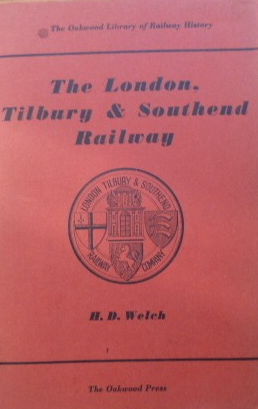 The Oakwood Library of Railway History
The London,
Tilbury & Southend
Railway
LONDON TILBURY & SOUTHEND
RAILWAY COMPANY
H. D. Welch
The Oakwood Press